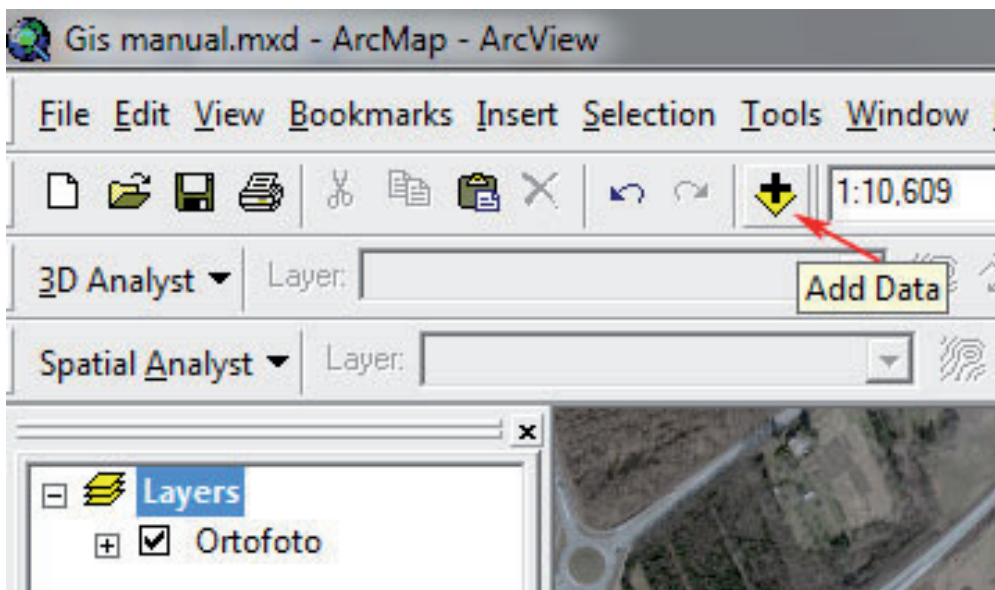 Gis manual.mxd - ArcMap - ArcView
File Edit View Bookmarks Insert Selection Tools Window
1:10,609
3D Analyst Layer:
Add Data
Spatial Analyst Layer:
Layers
Ortofoto